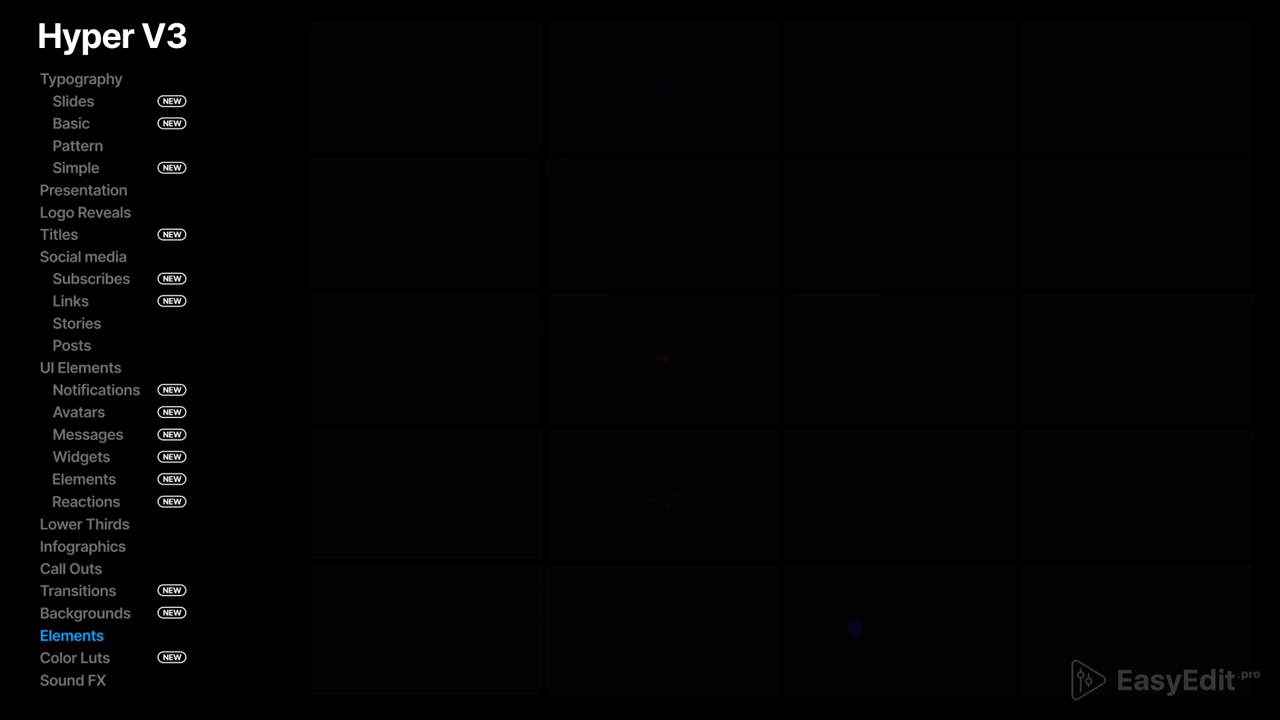 Hyper V3
Typography
Slides NEW
Basic NEW
Pattern
Simple NEW
Presentation
Logo Reveals
Titles NEW
Social media
Subscribes NEW
Links NEW
Stories
Posts
UI Elements
Notifications NEW
Avatars NEW
Messages NEW
Widgets NEW
Elements NEW
Reactions NEW
Lower Thirds
Infographics
Call Outs
Transitions NEW
Backgrounds NEW
Elements
Color Luts NEW
Sound FX
EasyEdit.pro